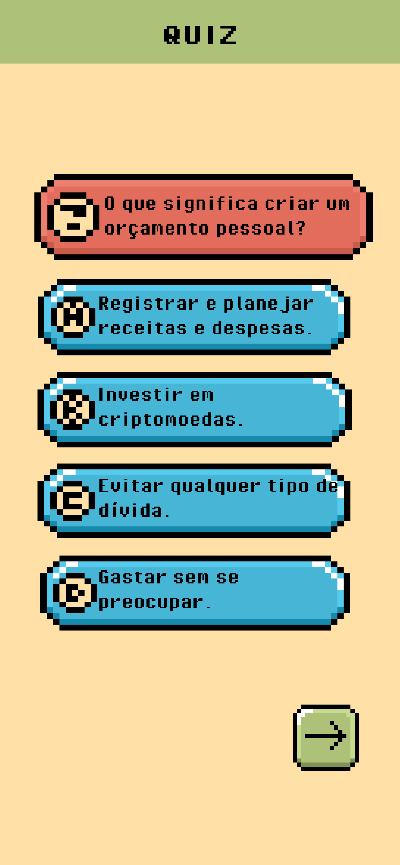 QUIZ
O que significa criar um
orçamento pessoal?
A
Registrar e planejar
receitas e despesas.
B
Investir em
criptomoedas.
C
Evitar qualquer tipo de
dívida.
D
Gastar sem se
preocupar.